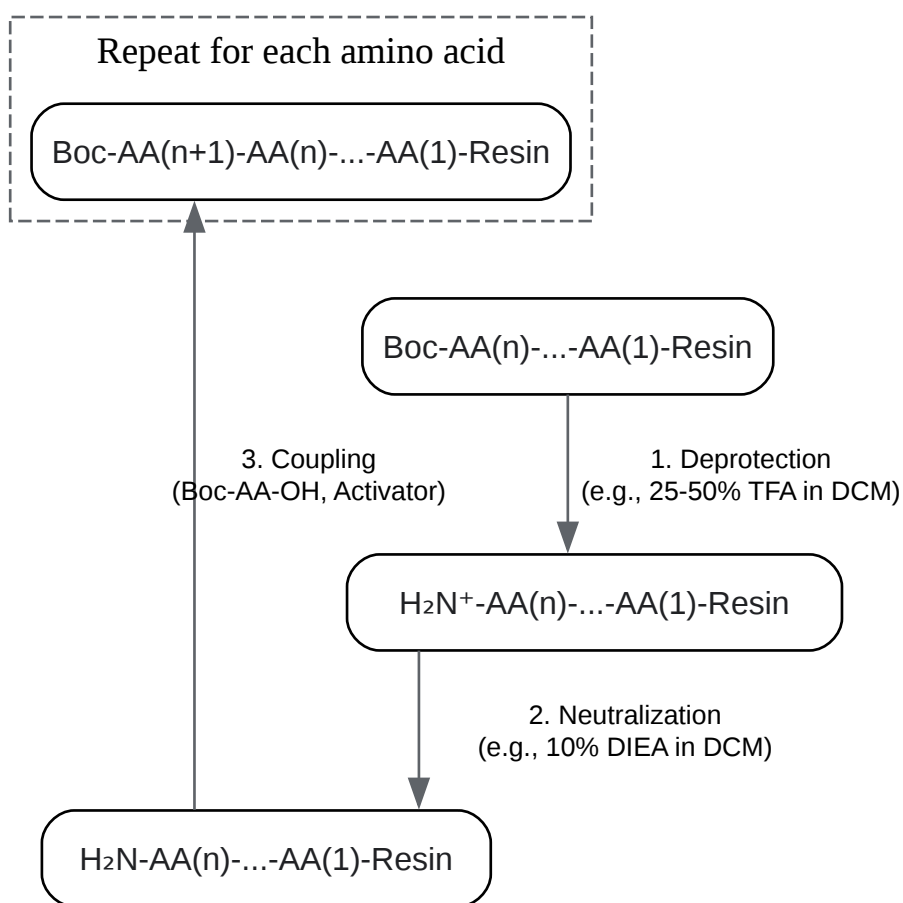 Repeat for each amino acid
Boc-AA(n+1)-AA(n)-...-AA(1)-Resin
Boc-AA(n)-...-AA(1)-Resin
3. Coupling
(Boc-AA-OH, Activator)
1. Deprotection
(e.g., 25-50% TFA in DCM)
H₂N⁺-AA(n)-...-AA(1)-Resin
2. Neutralization
(e.g., 10% DIEA in DCM)
H₂N-AA(n)-...-AA(1)-Resin